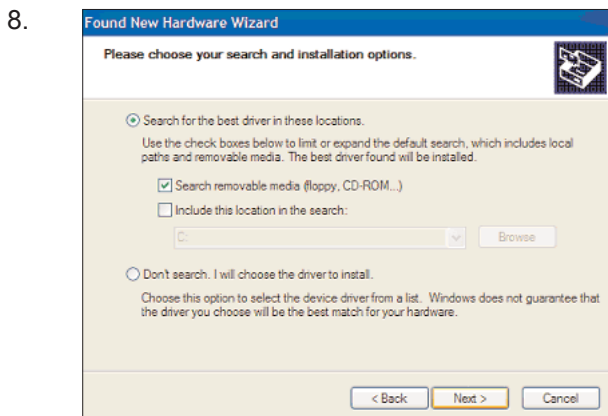 8.
Found New Hardware Wizard
Please choose your search and installation options.
Search for the best driver in these locations.
Use the check boxes below to limit or expand the default search, which includes local
paths and removable media. The best driver found will be installed.
Search removable media (floppy, CD-ROM...)
Include this location in the search:
C:
Browse
Don't search. I will choose the driver to install.
Choose this option to select the device driver from a list. Windows does not guarantee that
the driver you choose will be the best match for your hardware.
< Back Next > Cancel